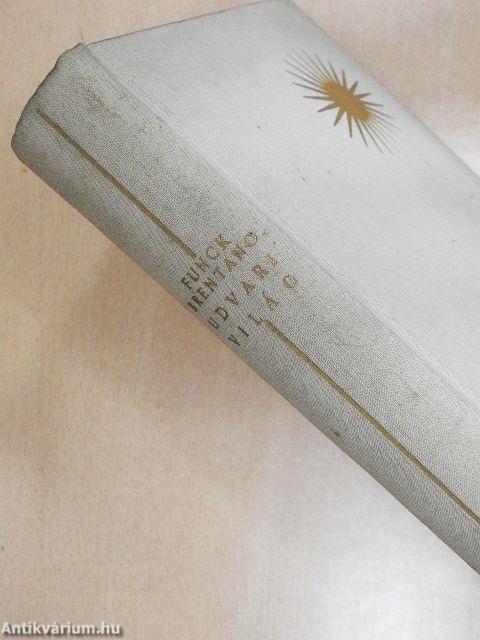 FUNCK
BRENTANO:
UDVARI
VILÁG
Antikvárium.hu